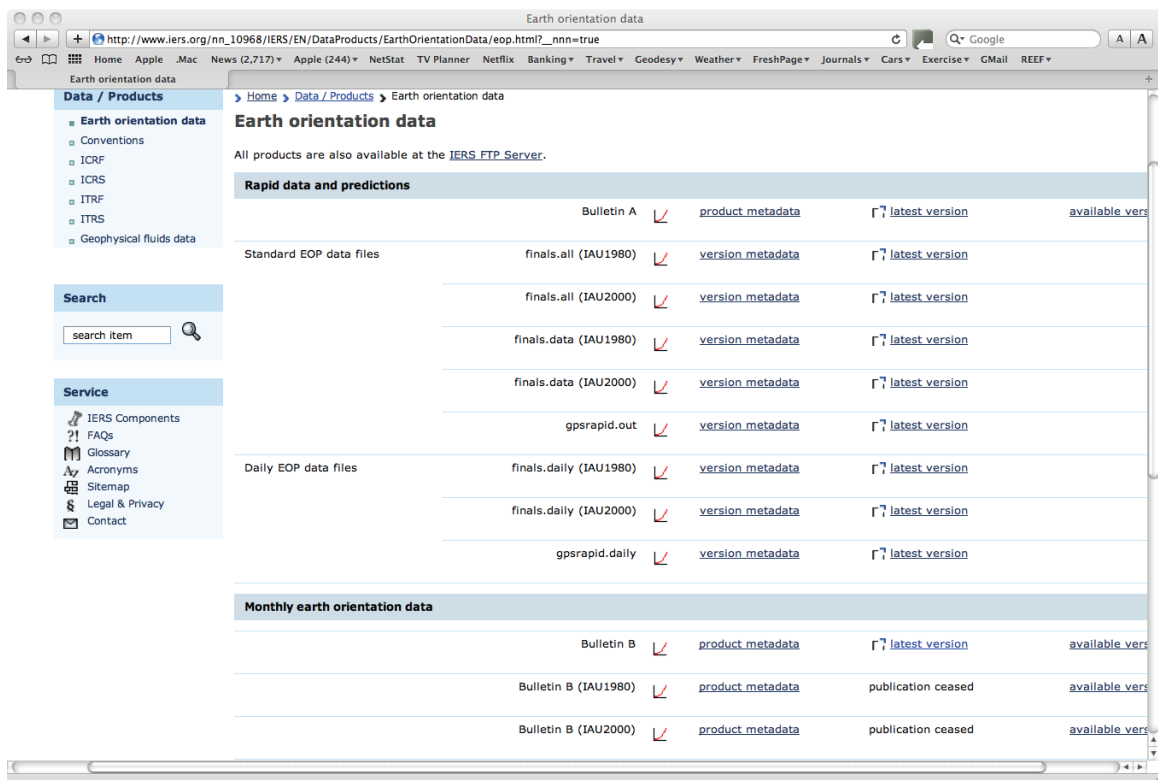 Earth orientation data
http://www.iers.org/nn_10968/IERS/EN/DataProducts/EarthOrientationData/eop.html?__nnn=true
Google
A A
Home Apple .Mac News (2,717) Apple (244) NetStat TV Planner Netflix Banking Travel Geodesy Weather FreshPage Journals Cars Exercise GMail REEF
Earth orientation data
Data / Products
Earth orientation data
Conventions
ICRF
ICRS
ITRF
ITRS
Geophysical fluids data
Search
search item
Service
IERS Components
?! FAQs
Glossary
Acronyms
Sitemap
§ Legal & Privacy
Contact
Home Data / Products Earth orientation data
Earth orientation data
All products are also available at the IERS FTP Server.
Rapid data and predictions
Bulletin A product metadata latest version available vers
Standard EOP data files finals.all (IAU1980) version metadata latest version
finals.all (IAU2000) version metadata latest version
finals.data (IAU1980) version metadata latest version
finals.data (IAU2000) version metadata latest version
gpsrapid.out version metadata latest version
Daily EOP data files finals.daily (IAU1980) version metadata latest version
finals.daily (IAU2000) version metadata latest version
gpsrapid.daily version metadata latest version
Monthly earth orientation data
Bulletin B product metadata latest version available vers
Bulletin B (IAU1980) product metadata publication ceased available vers
Bulletin B (IAU2000) product metadata publication ceased available vers